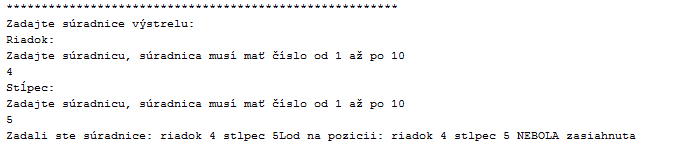 ********************************************************
Zadajte súradnice výstrelu:
Riadok:
Zadajte súradnicu, súradnica musí mať číslo od 1 až po 10
4
Stĺpec:
Zadajte súradnicu, súradnica musí mať číslo od 1 až po 10
5
Zadali ste súradnice: riadok 4 stlpec 5Lod na pozicii: riadok 4 stlpec 5 NEBOLA zasiahnuta